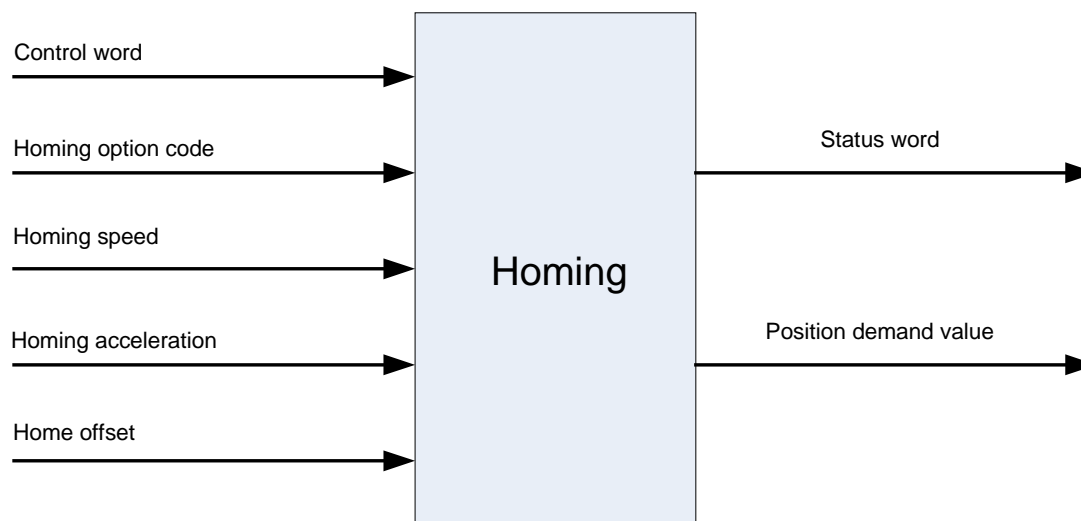 Control word
Homing option code
Homing speed
Homing acceleration
Home offset
Homing
Status word
Position demand value